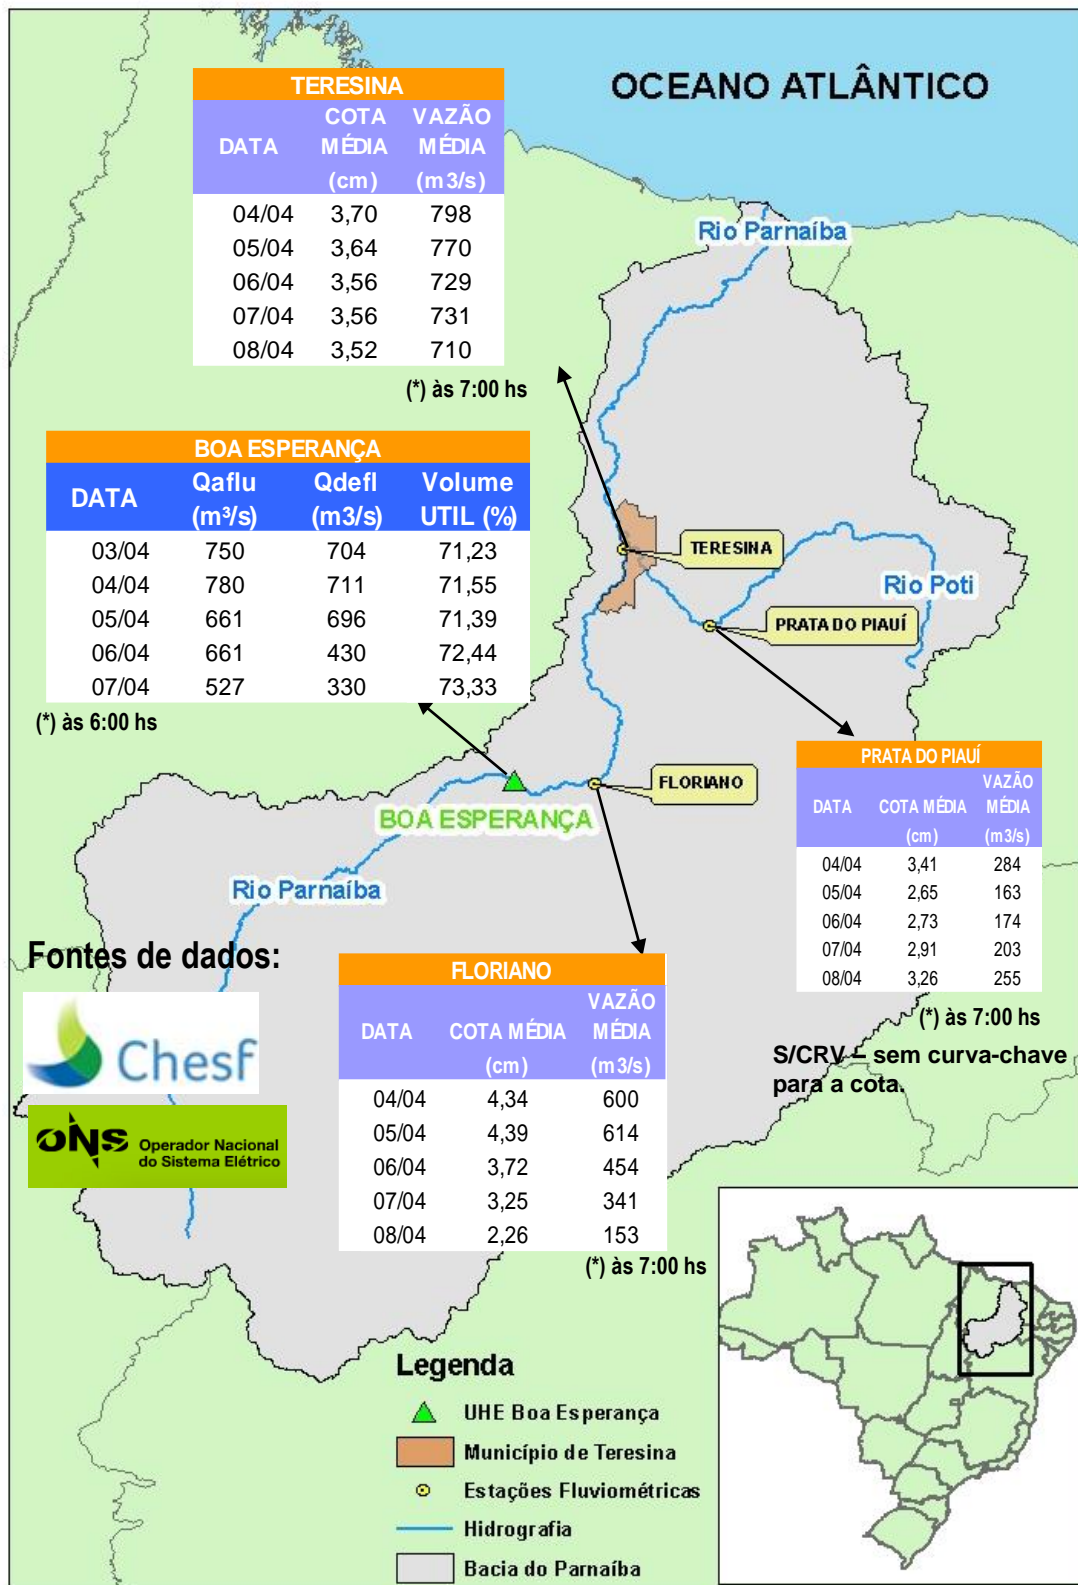 OCEANO ATLÂNTICO
TERESINA
DATA COTA MÉDIA (cm) VAZÃO MÉDIA (m3/s)
04/04 3,70 798
05/04 3,64 770
06/04 3,56 729
07/04 3,56 731
08/04 3,52 710
(*) às 7:00 hs
Rio Parnaíba
BOA ESPERANÇA
DATA Qaflu (m³/s) Qdefl (m3/s) Volume UTIL (%)
03/04 750 704 71,23
04/04 780 711 71,55
05/04 661 696 71,39
06/04 661 430 72,44
07/04 527 330 73,33
(*) às 6:00 hs
TERESINA
Rio Poti
PRATA DO PIAUÍ
FLORIANO
BOA ESPERANÇA
Rio Parnaíba
PRATA DO PIAUÍ
DATA COTA MÉDIA (cm) VAZÃO MÉDIA (m3/s)
04/04 3,41 284
05/04 2,65 163
06/04 2,73 174
07/04 2,91 203
08/04 3,26 255
(*) às 7:00 hs
S/CRV – sem curva-chave
para a cota.
Fontes de dados:
Chesf
ONS Operador Nacional
do Sistema Elétrico
FLORIANO
DATA COTA MÉDIA (cm) VAZÃO MÉDIA (m3/s)
04/04 4,34 600
05/04 4,39 614
06/04 3,72 454
07/04 3,25 341
08/04 2,26 153
(*) às 7:00 hs
Legenda
UHE Boa Esperança
Município de Teresina
Estações Fluviométricas
Hidrografia
Bacia do Parnaíba